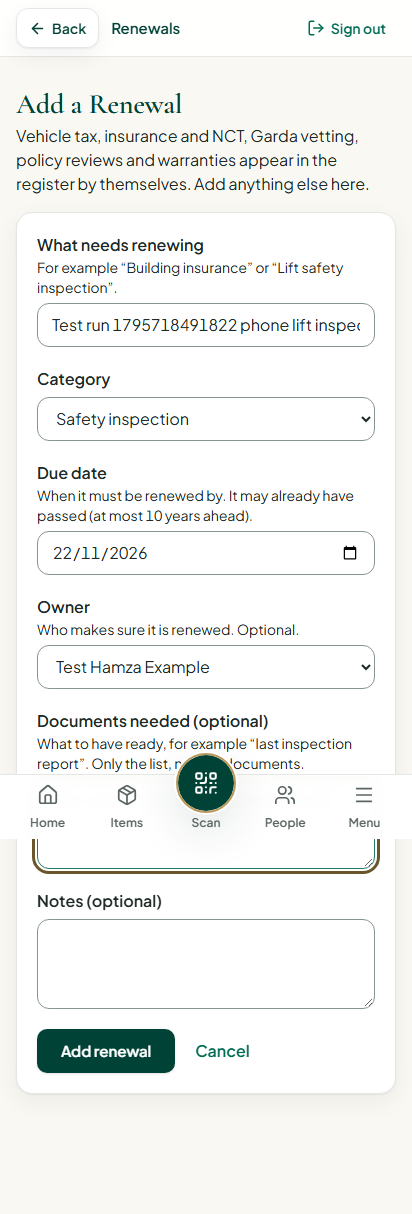 Back
Renewals
Sign out
Add a Renewal
Vehicle tax, insurance and NCT, Garda vetting,
policy reviews and warranties appear in the
register by themselves. Add anything else here.
What needs renewing
For example “Building insurance” or “Lift safety
inspection”.
Test run 1795718491822 phone lift inspec
Category
Safety inspection
Due date
When it must be renewed by. It may already have
passed (at most 10 years ahead).
22/11/2026
Owner
Who makes sure it is renewed. Optional.
Test Hamza Example
Documents needed (optional)
What to have ready, for example “last inspection
report”. Only the list, documents.
Home
Items
Scan
People
Menu
Notes (optional)
Add renewal
Cancel